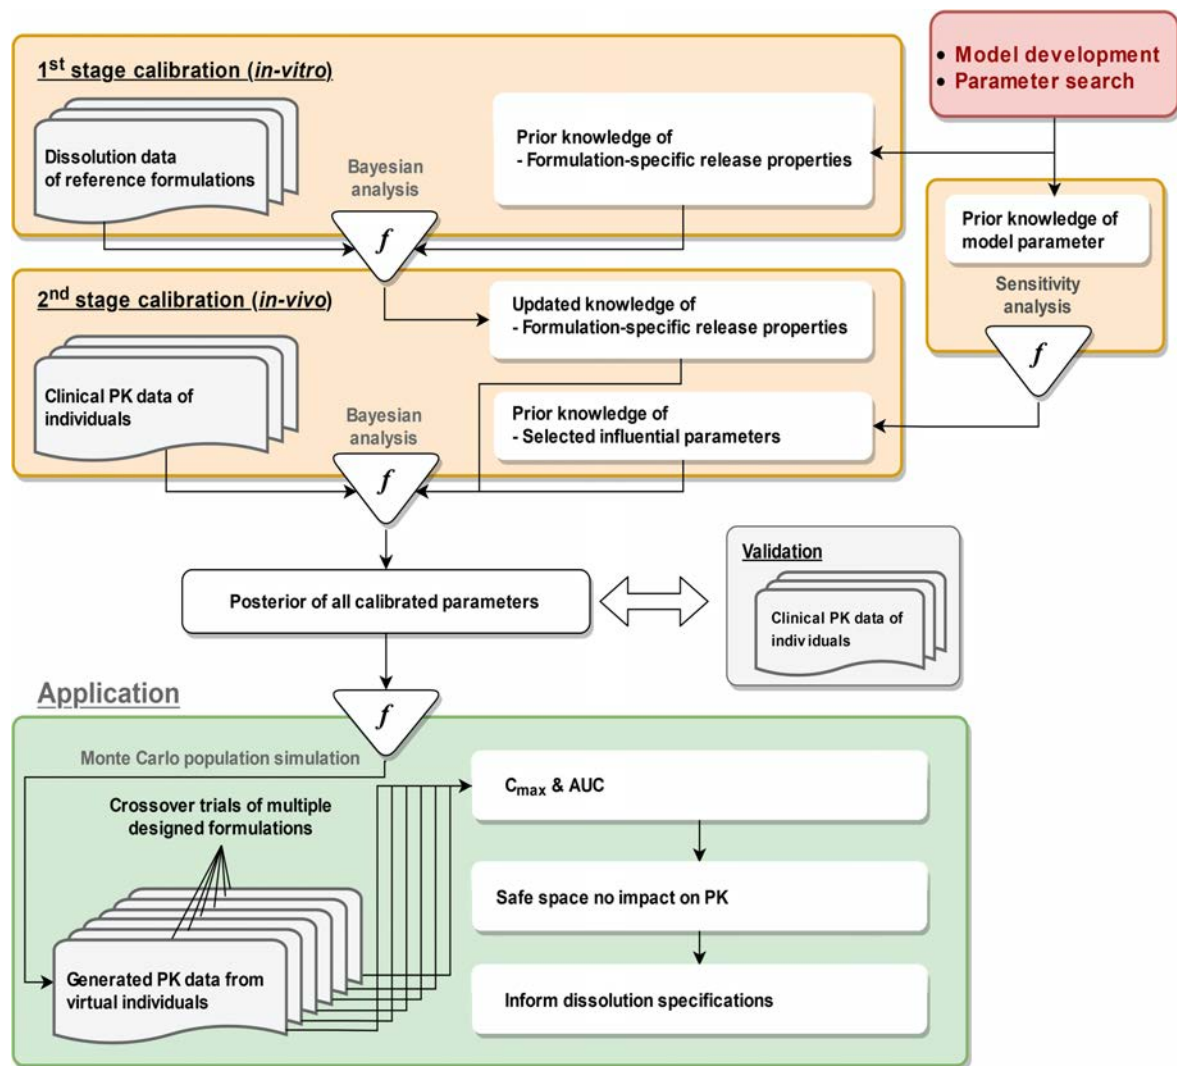 1st stage calibration (in-vitro)
Dissolution data
of reference formulations
Bayesian
analysis
f
Prior knowledge of
- Formulation-specific release properties
• Model development
• Parameter search
Prior knowledge of
model parameter
Sensitivity
analysis
f
2nd stage calibration (in-vivo)
Clinical PK data of
individuals
Bayesian
analysis
f
Updated knowledge of
- Formulation-specific release properties
Prior knowledge of
- Selected influential parameters
Posterior of all calibrated parameters
Validation
Clinical PK data of
individuals
Application
f
Monte Carlo population simulation
Crossover trials of multiple
designed formulations
Generated PK data from
virtual individuals
Cmax & AUC
Safe space no impact on PK
Inform dissolution specifications